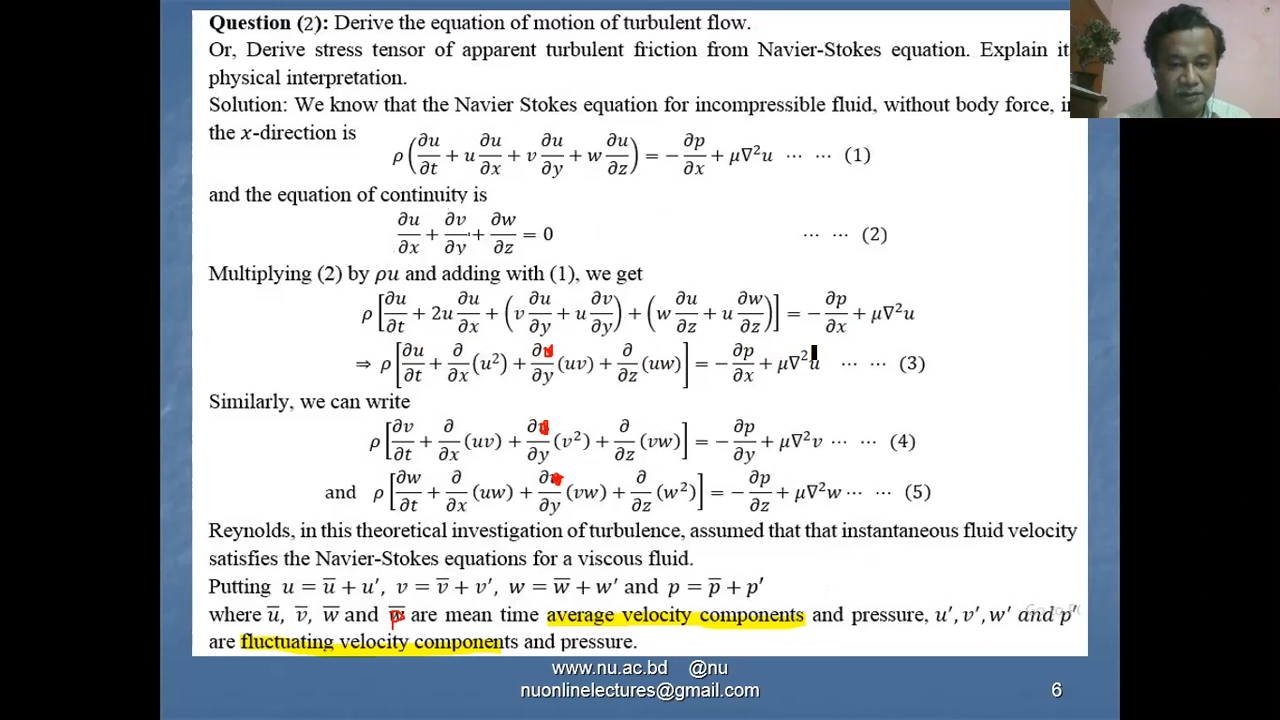 Question (2): Derive the equation of motion of turbulent flow.
Or, Derive stress tensor of apparent turbulent friction from Navier-Stokes equation. Explain it
physical interpretation.
Solution: We know that the Navier Stokes equation for incompressible fluid, without body force, in
the x-direction is
ρ(∂u/∂t + u ∂u/∂x + v ∂u/∂y + w ∂u/∂z) = −∂p/∂x + μ∇²u ⋯ ⋯ (1)
and the equation of continuity is
∂u/∂x + ∂v/∂y + ∂w/∂z = 0 ⋯ ⋯ (2)
Multiplying (2) by ρu and adding with (1), we get
ρ[∂u/∂t + 2u ∂u/∂x + (v ∂u/∂y + u ∂v/∂y) + (w ∂u/∂z + u ∂w/∂z)] = −∂p/∂x + μ∇²u
⇒ ρ[∂u/∂t + ∂/∂x (u²) + ∂/∂y (uv) + ∂/∂z (uw)] = −∂p/∂x + μ∇²u ⋯ ⋯ (3)
Similarly, we can write
ρ[∂v/∂t + ∂/∂x (uv) + ∂/∂y (v²) + ∂/∂z (vw)] = −∂p/∂y + μ∇²v ⋯ ⋯ (4)
and ρ[∂w/∂t + ∂/∂x (uw) + ∂/∂y (vw) + ∂/∂z (w²)] = −∂p/∂z + μ∇²w ⋯ ⋯ (5)
Reynolds, in this theoretical investigation of turbulence, assumed that that instantaneous fluid velocity
satisfies the Navier-Stokes equations for a viscous fluid.
Putting u = u̅ + u′, v = v̅ + v′, w = w̅ + w′ and p = p̅ + p′
where u̅, v̅, w̅ and p̅ are mean time average velocity components and pressure, u′, v′, w′ and p′
are fluctuating velocity components and pressure.
www.nu.ac.bd @nu
nuonlinelectures@gmail.com 6